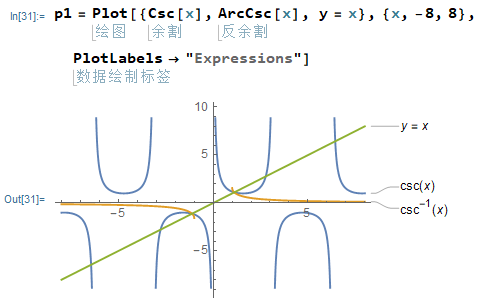 In[31]:= p1 = Plot[{Csc[x], ArcCsc[x], y = x}, {x, -8, 8},
绘图 余割 反余割
PlotLabels → "Expressions"]
数据绘制标签
10
y = x
5
Out[31]=
csc(x)
-5 5
csc⁻¹(x)
-5